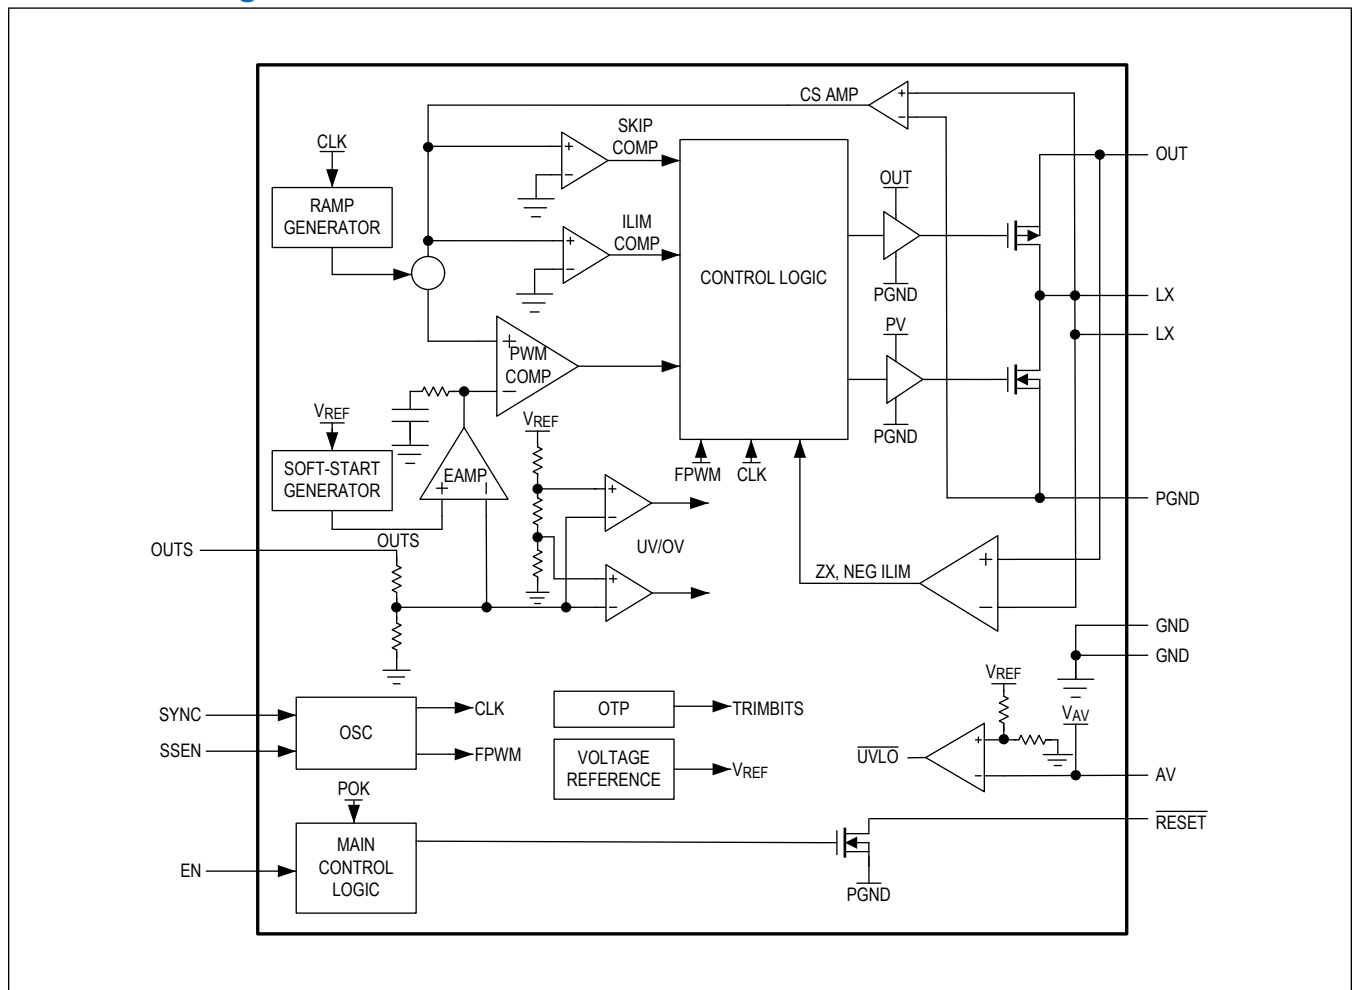 CS AMP
SKIP
COMP
CLK
OUT
OUT
RAMP
GENERATOR
ILIM
COMP
CONTROL LOGIC
PGND
LX
PV
LX
PWM
COMP
VREF
VREF
PGND
FPWM
CLK
SOFT-START
GENERATOR
EAMP
PGND
OUTS
OUTS
UV/OV
ZX, NEG ILIM
GND
GND
VREF
SYNC
CLK
OTP
TRIMBITS
VAV
OSC
SSEN
FPWM
VOLTAGE
REFERENCE
VREF
UVLO
AV
POK
RESET
MAIN
CONTROL
LOGIC
EN
PGND